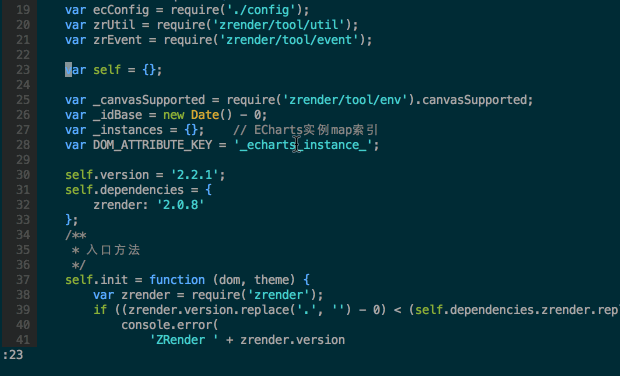 19 var ecConfig = require('./config');
20 var zrUtil = require('zrender/tool/util');
21 var zrEvent = require('zrender/tool/event');
22
23 var self = {};
24
25 var _canvasSupported = require('zrender/tool/env').canvasSupported;
26 var _idBase = new Date() - 0;
27 var _instances = {};    // ECharts实例map索引
28 var DOM_ATTRIBUTE_KEY = '_echarts_instance_';
29
30 self.version = '2.2.1';
31 self.dependencies = {
32     zrender: '2.0.8'
33 };
34 /**
35  * 入口方法
36  */
37 self.init = function (dom, theme) {
38     var zrender = require('zrender');
39     if ((zrender.version.replace('.', '') - 0) < (self.dependencies.zrender.repl
40         console.error(
41             'ZRender ' + zrender.version
:23